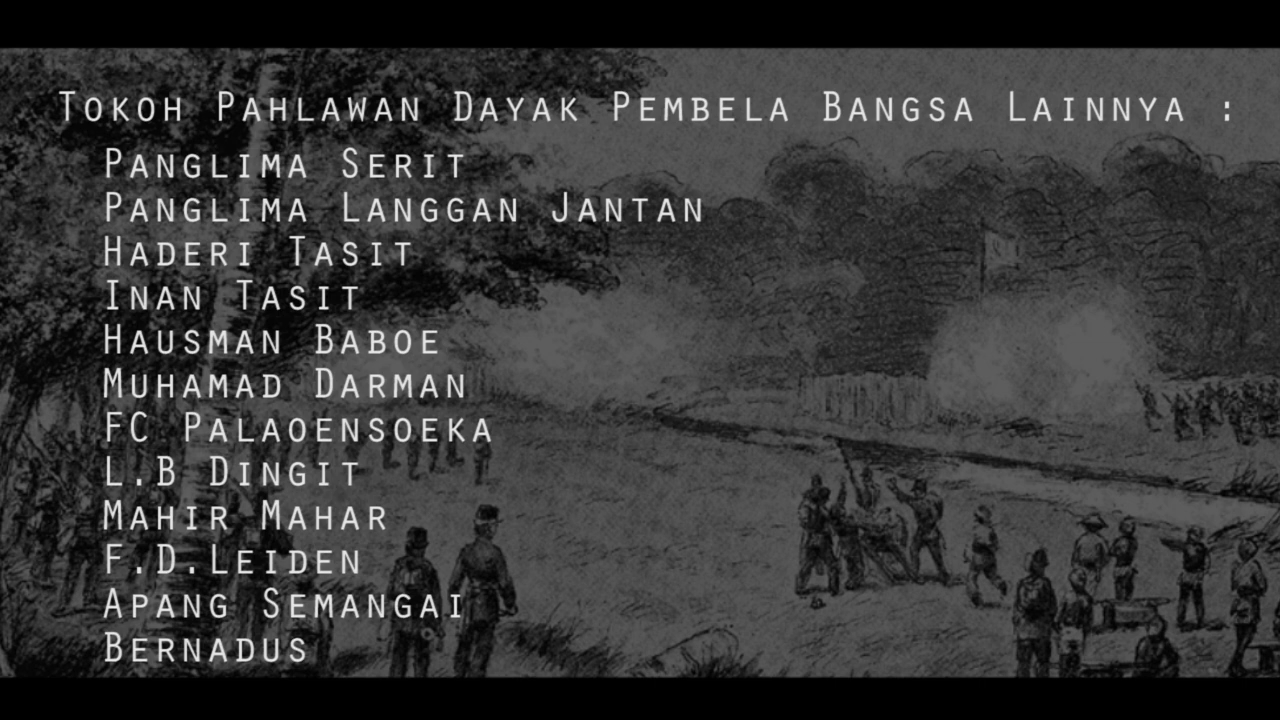 Tokoh Pahlawan Dayak Pembela Bangsa Lainnya :
Panglima Serit
Panglima Langgan Jantan
Haderi Tasit
Inan Tasit
Hausman Baboe
Muhamad Darman
FC Palaoensoeka
L.B Dingit
Mahir Mahar
F.D.Leiden
Apang Semangai
Bernadus